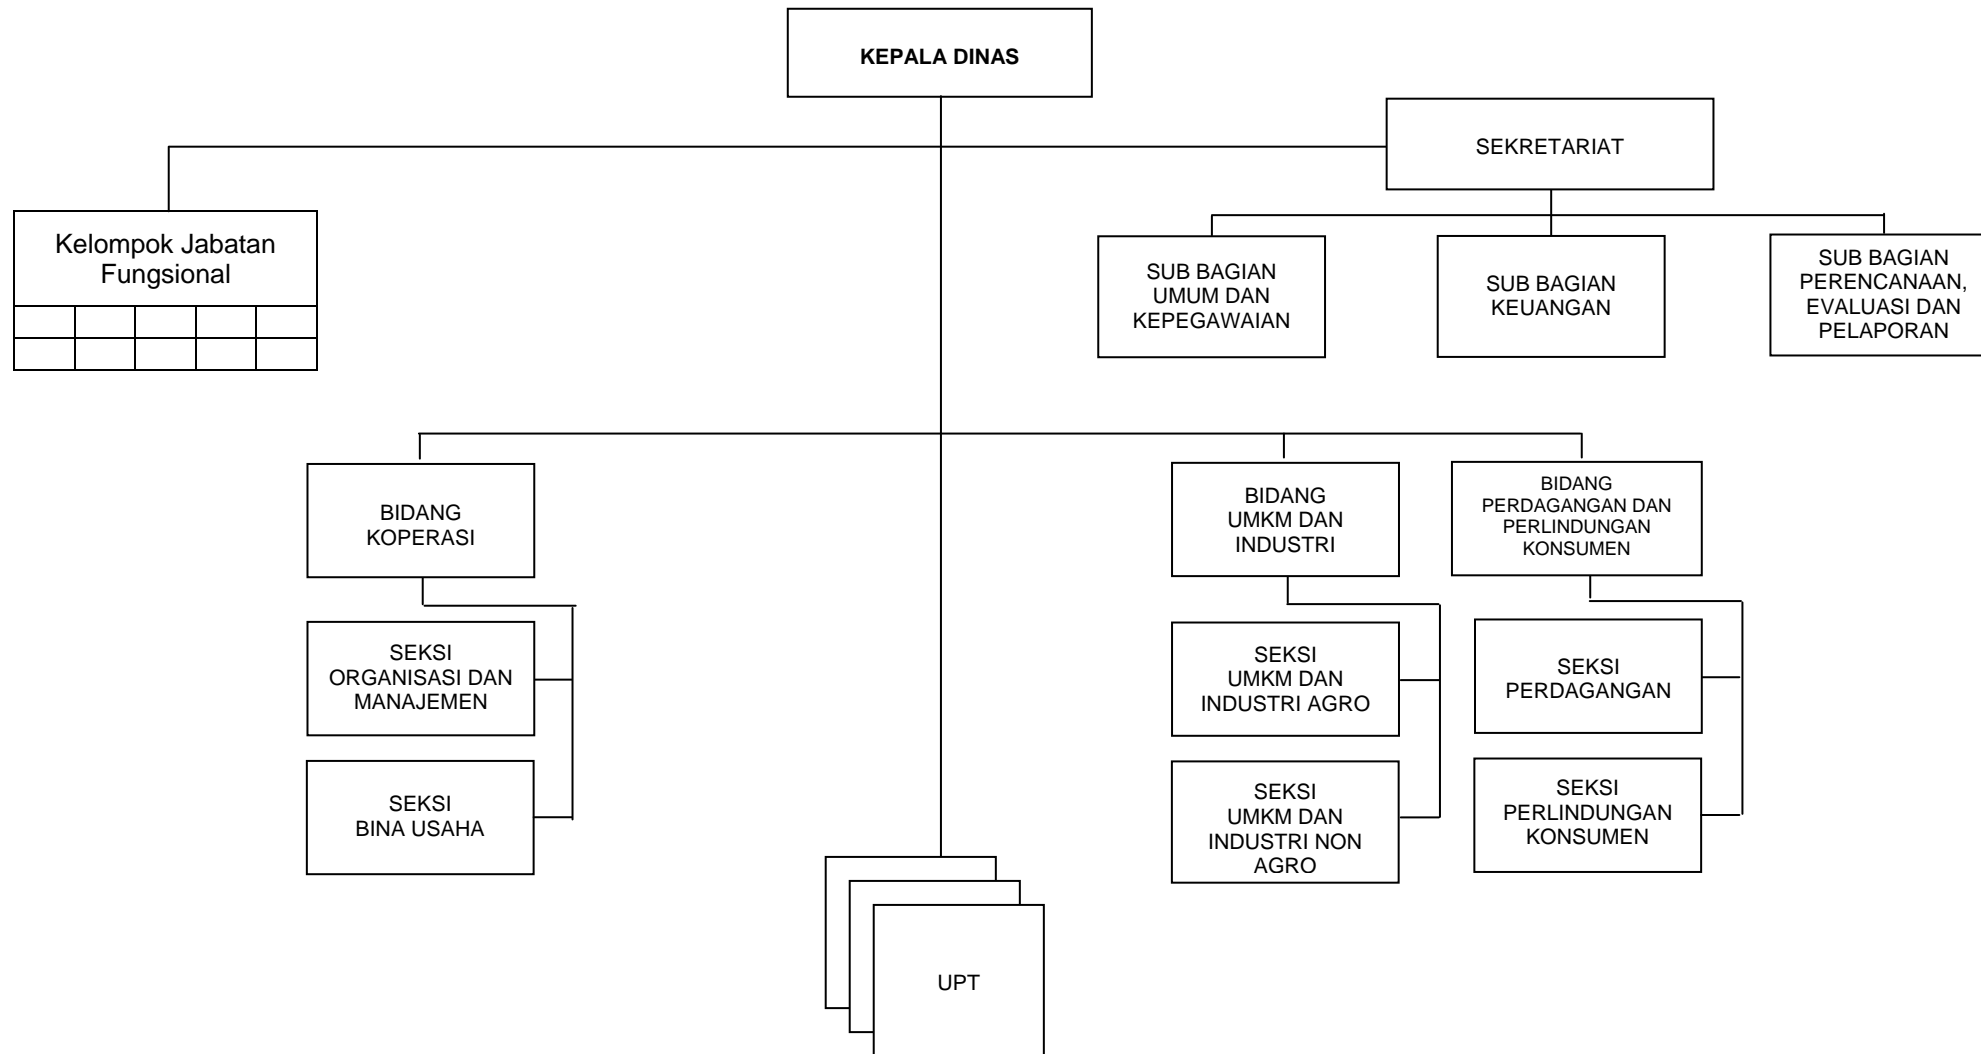 KEPALA DINAS
SEKRETARIAT
Kelompok Jabatan
Fungsional
SUB BAGIAN
UMUM DAN
KEPEGAWAIAN
SUB BAGIAN
KEUANGAN
SUB BAGIAN
PERENCANAAN,
EVALUASI DAN
PELAPORAN
BIDANG
KOPERASI
BIDANG
UMKM DAN
INDUSTRI
BIDANG
PERDAGANGAN DAN
PERLINDUNGAN
KONSUMEN
SEKSI
ORGANISASI DAN
MANAJEMEN
SEKSI
UMKM DAN
INDUSTRI AGRO
SEKSI
PERDAGANGAN
SEKSI
BINA USAHA
SEKSI
UMKM DAN
INDUSTRI NON
AGRO
SEKSI
PERLINDUNGAN
KONSUMEN
UPT